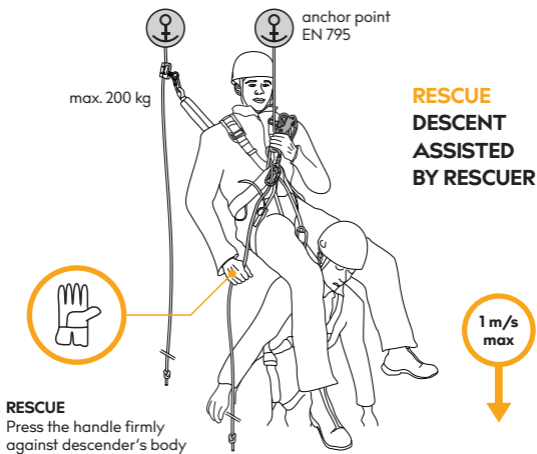 anchor point
EN 795
max. 200 kg
RESCUE
DESCENT
ASSISTED
BY RESCUER
1 m/s
max
RESCUE
Press the handle firmly
against descender's body